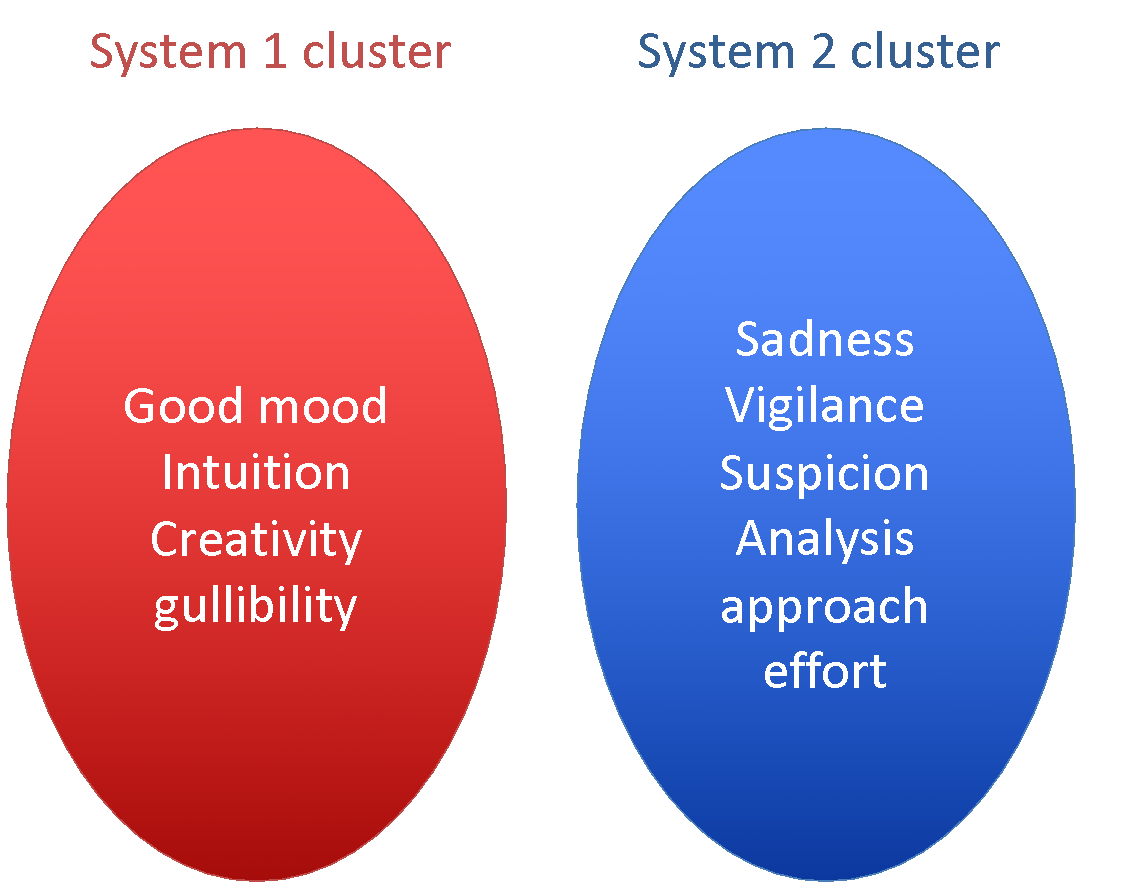 System 1 cluster
System 2 cluster
Good mood
Intuition
Creativity
gullibility
Sadness
Vigilance
Suspicion
Analysis
approach
effort